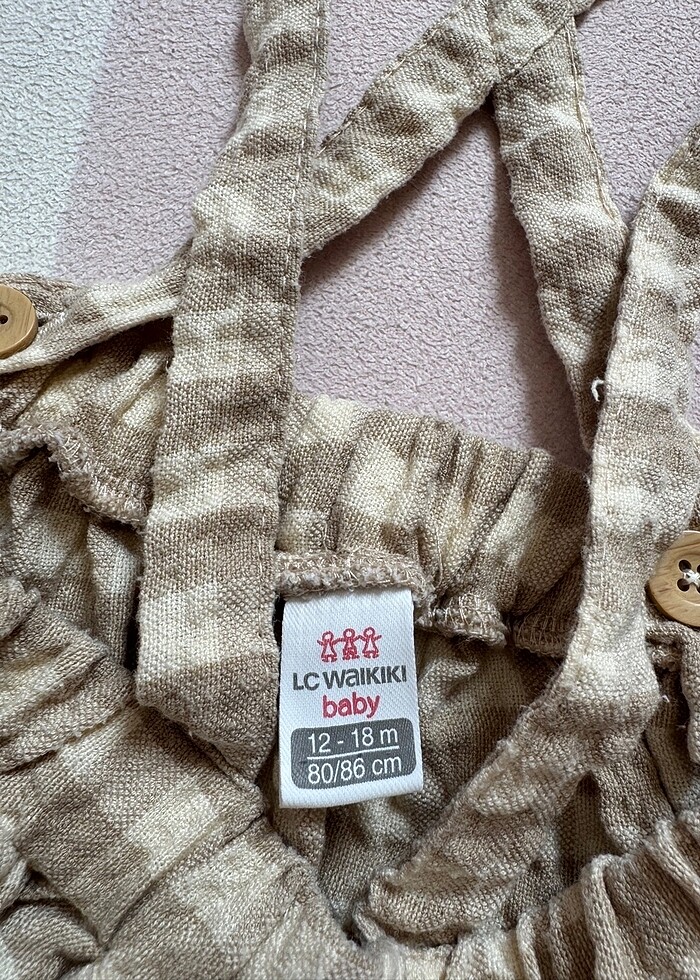 LC WAIKIKI
baby
12 - 18 m
80/86 cm